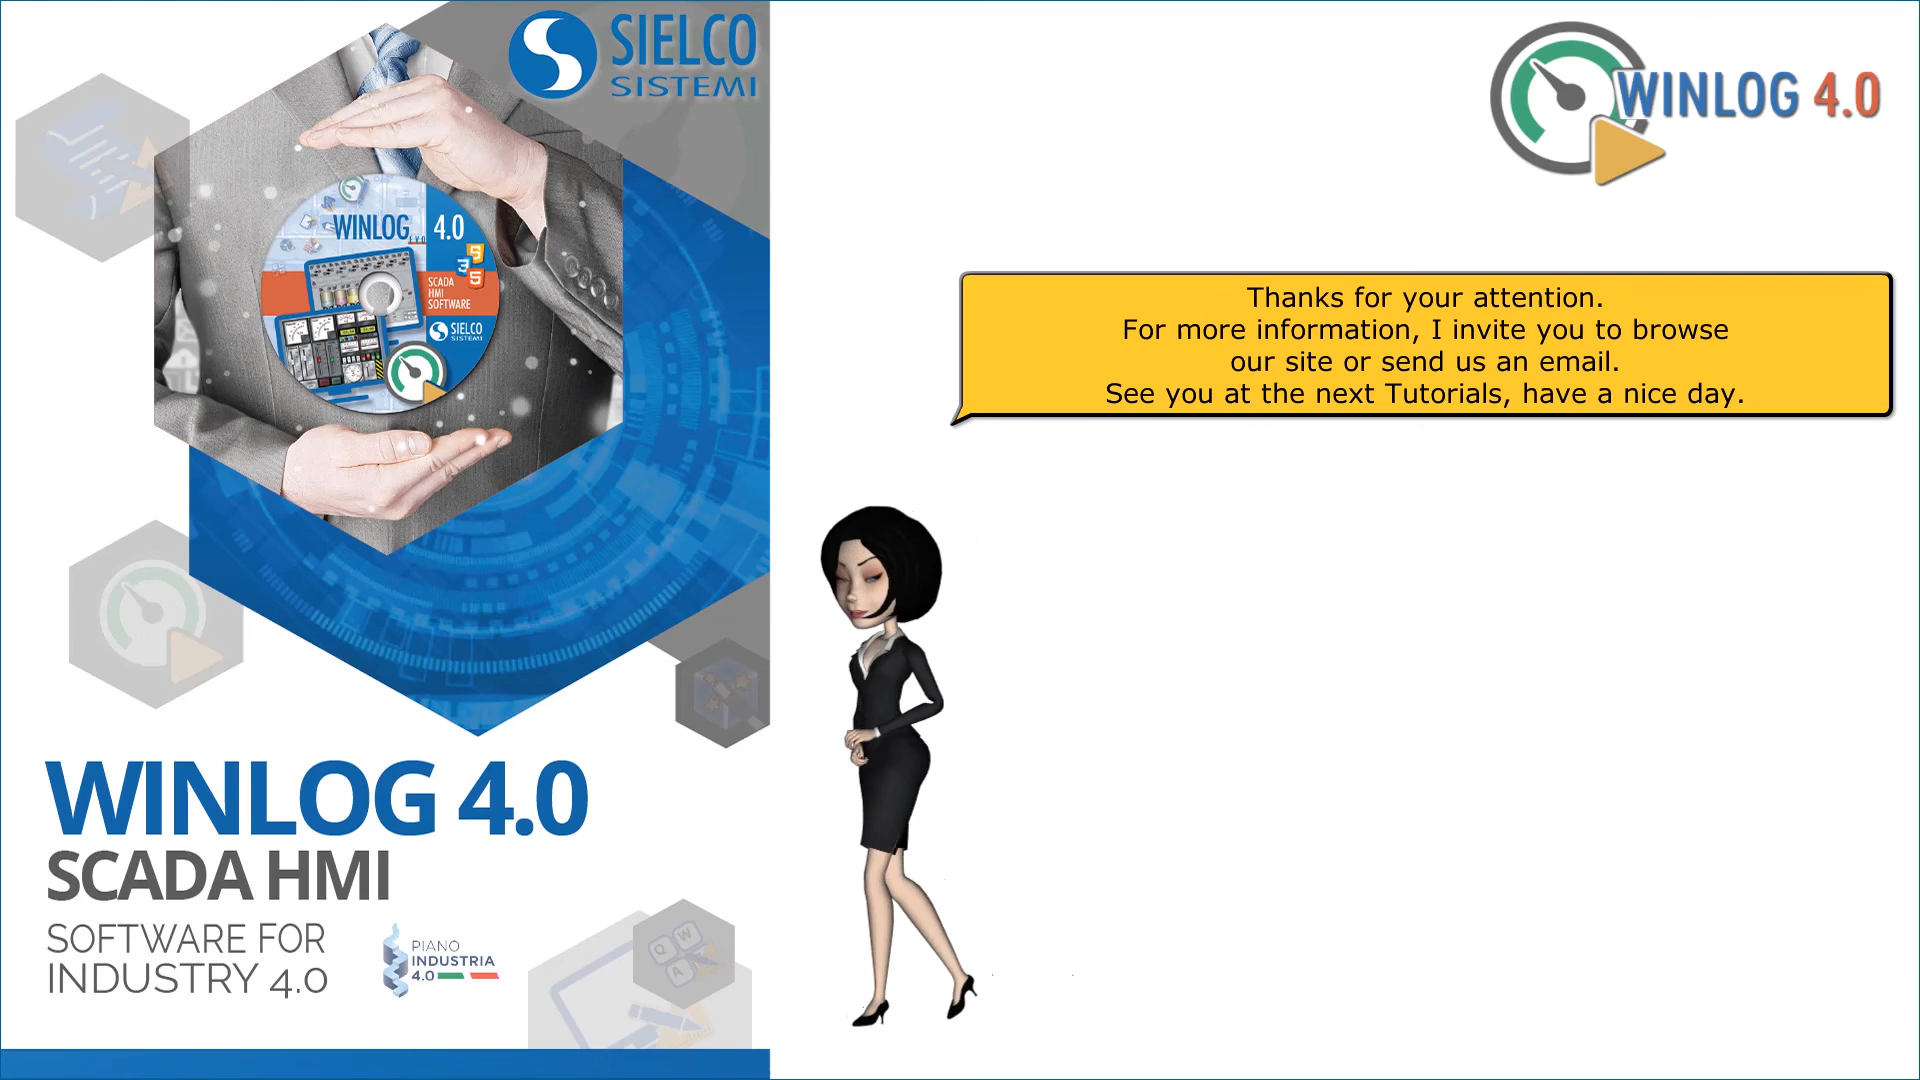 SIELCO
SISTEMI
WINLOG 4.0
WINLOG 4.0
SCADA
HMI
SOFTWARE
SIELCO
SISTEMI
Thanks for your attention.
For more information, I invite you to browse
our site or send us an email.
See you at the next Tutorials, have a nice day.
WINLOG 4.0
SCADA HMI
SOFTWARE FOR
INDUSTRY 4.0
PIANO
INDUSTRIA
4.0
Q W
A